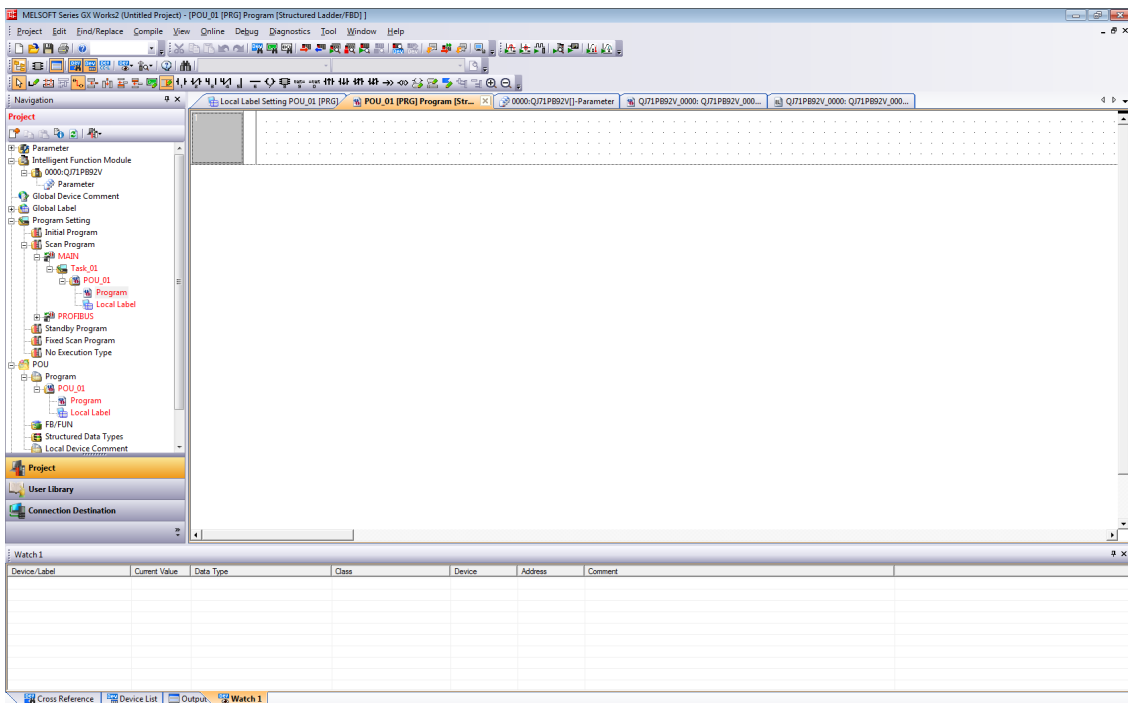 MELSOFT Series GX Works2 (Untitled Project) - [POU_01 [PRG] Program [Structured Ladder/FBD] ]
Project Edit Find/Replace Compile View Online Debug Diagnostics Tool Window Help
Navigation
Local Label Setting POU_01 [PRG] POU_01 [PRG] Program [Str... 0000:QJ71PB92V[]-Parameter QJ71PB92V_0000: QJ71PB92V_000... QJ71PB92V_0000: QJ71PB92V_000...
Project
1
Parameter
Intelligent Function Module
0000:QJ71PB92V
Parameter
Global Device Comment
Global Label
Program Setting
Initial Program
Scan Program
MAIN
Task_01
POU_01
Program
Local Label
PROFIBUS
Standby Program
Fixed Scan Program
No Execution Type
POU
Program
POU_01
Program
Local Label
FB/FUN
Structured Data Types
Local Device Comment
Project
User Library
Connection Destination
Watch 1
Device/Label Current Value Data Type Class Device Address Comment
Cross Reference Device List Output Watch 1